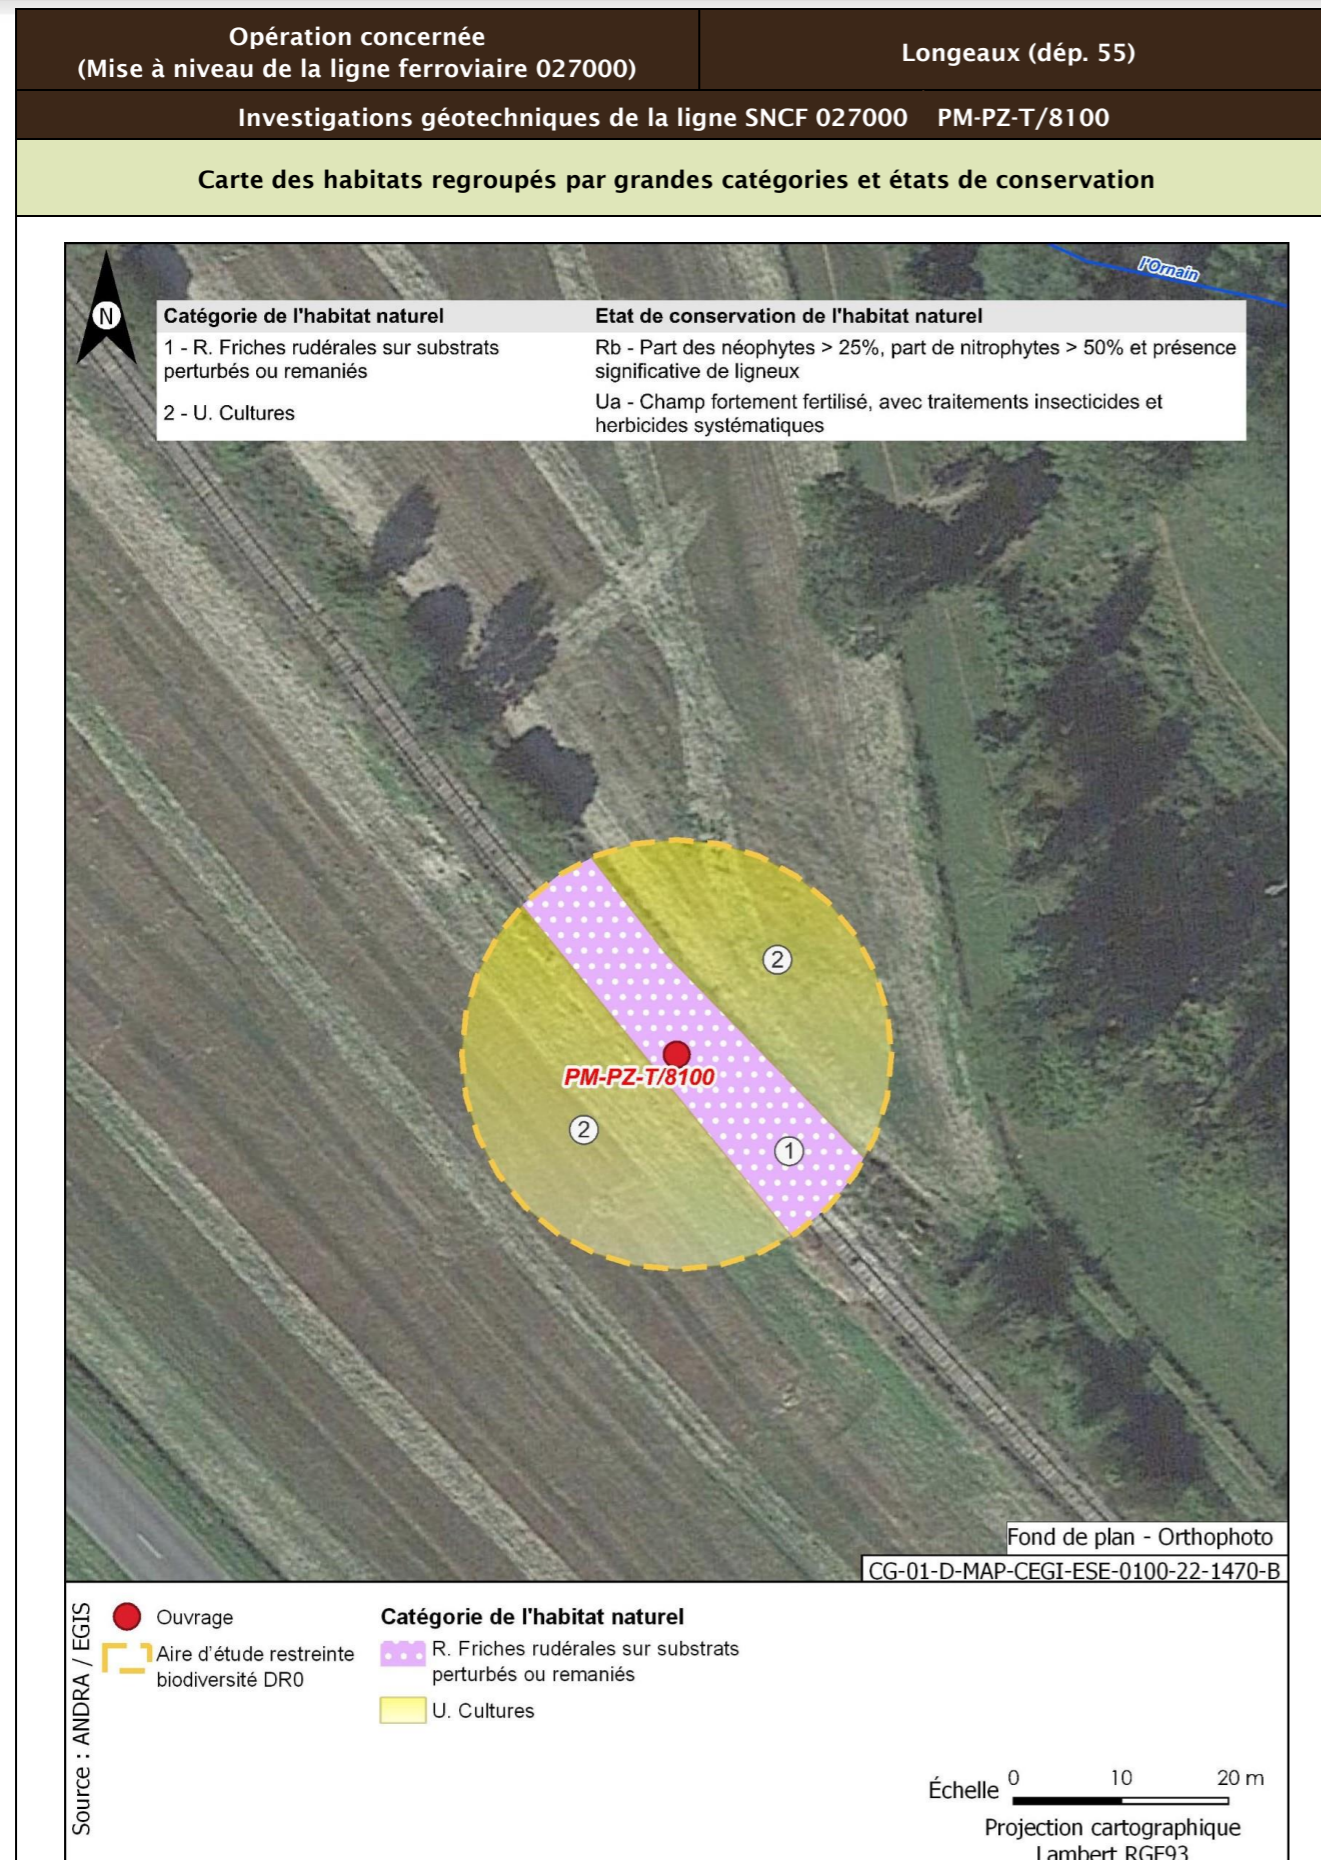 Opération concernée
(Mise à niveau de la ligne ferroviaire 027000)
Longeaux (dép. 55)
Investigations géotechniques de la ligne SNCF 027000 PM-PZ-T/8100
Carte des habitats regroupés par grandes catégories et états de conservation
l'Ornain
N
Catégorie de l'habitat naturel
Etat de conservation de l'habitat naturel
1 - R. Friches rudérales sur substrats
perturbés ou remaniés
Rb - Part des néophytes > 25%, part de nitrophytes > 50% et présence
significative de ligneux
2 - U. Cultures
Ua - Champ fortement fertilisé, avec traitements insecticides et
herbicides systématiques
2
PM-PZ-T/8100
2
1
Fond de plan - Orthophoto
CG-01-D-MAP-CEGI-ESE-0100-22-1470-B
Source : ANDRA / EGIS
Ouvrage
Aire d'étude restreinte
biodiversité DR0
Catégorie de l'habitat naturel
R. Friches rudérales sur substrats
perturbés ou remaniés
U. Cultures
Échelle 0 10 20 m
Projection cartographique
Lambert RGF93